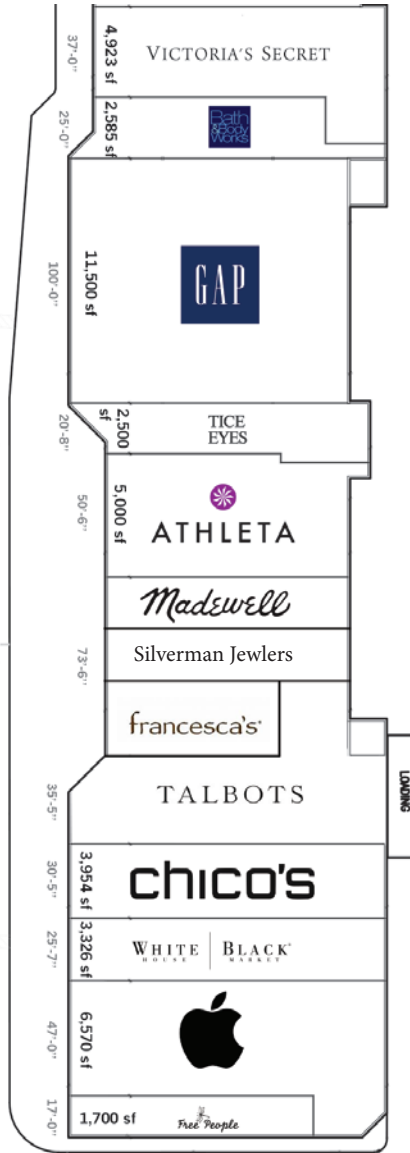 37'-0"
4,923 sf
VICTORIA'S SECRET
25'-0"
2,585 sf
Bath
&Body
Works
100'-0"
11,500 sf
GAP
20'-8"
2,500
sf
TICE
EYES
50'-6"
5,000 sf
ATHLETA
Madewell
73'-6"
Silverman Jewlers
francesca's
35'-5"
TALBOTS
LOADING
30'-5"
3,954 sf
chico's
25'-7"
3,326 sf
WHITE BLACK
HOUSE MARKET
47'-0"
6,570 sf
17'-0"
1,700 sf
Free People